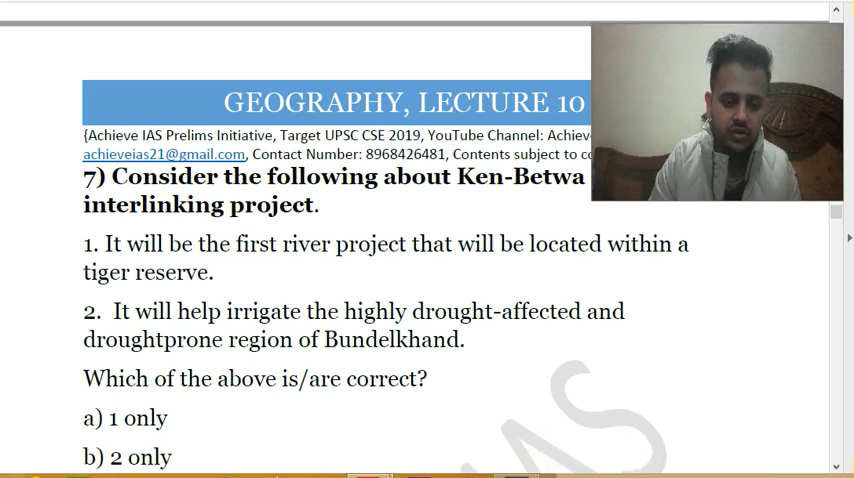 GEOGRAPHY, LECTURE 10
{Achieve IAS Prelims Initiative, Target UPSC CSE 2019, YouTube Channel: Achiev
achieveias21@gmail.com, Contact Number: 8968426481, Contents subject to co
7) Consider the following about Ken-Betwa
interlinking project.
1. It will be the first river project that will be located within a
tiger reserve.
2. It will help irrigate the highly drought-affected and
droughtprone region of Bundelkhand.
Which of the above is/are correct?
a) 1 only
b) 2 only
IAS